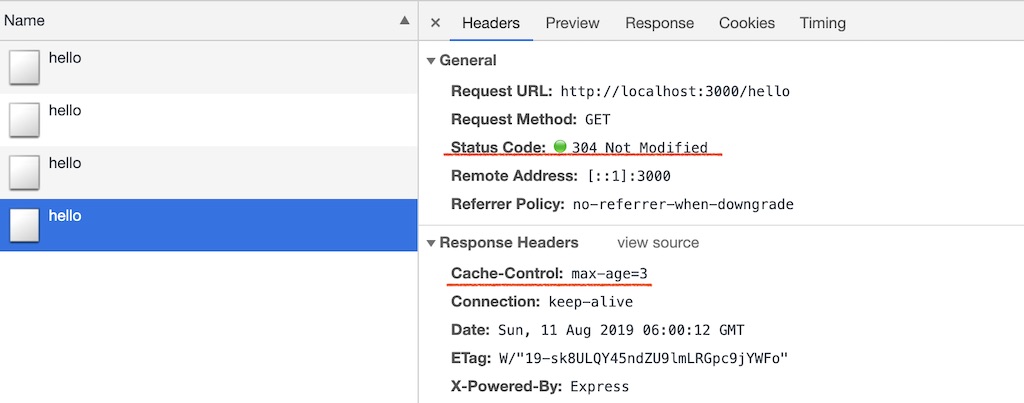 Name
hello
hello
hello
hello
× Headers Preview Response Cookies Timing
General
Request URL: http://localhost:3000/hello
Request Method: GET
Status Code: 304 Not Modified
Remote Address: [::1]:3000
Referrer Policy: no-referrer-when-downgrade
Response Headers view source
Cache-Control: max-age=3
Connection: keep-alive
Date: Sun, 11 Aug 2019 06:00:12 GMT
ETag: W/"19-sk8ULQY45ndZU9lmLRGpc9jYWFo"
X-Powered-By: Express